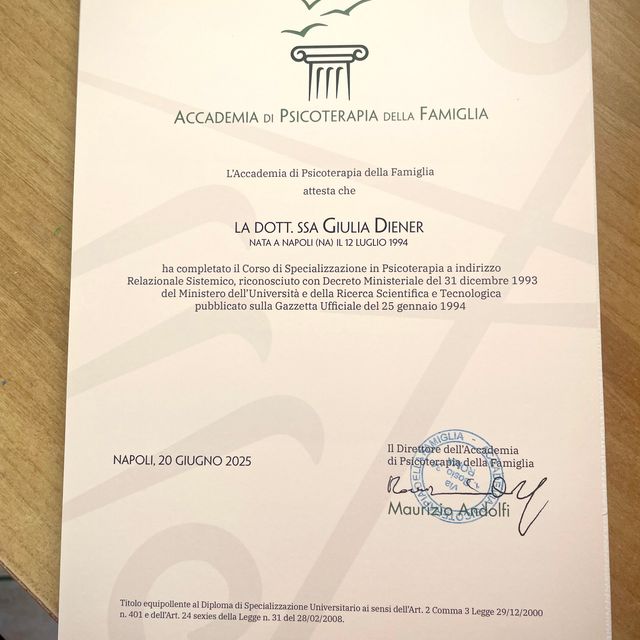 ACCADEMIA DI PSICOTERAPIA DELLA FAMIGLIA
L'Accademia di Psicoterapia della Famiglia
attesta che
LA DOTT. SSA GIULIA DIENER
NATA A NAPOLI (NA) IL 12 LUGLIO 1994
ha completato il Corso di Specializzazione in Psicoterapia a indirizzo
Relazionale Sistemico, riconosciuto con Decreto Ministeriale del 31 dicembre 1993
del Ministero dell'Università e della Ricerca Scientifica e Tecnologica
pubblicato sulla Gazzetta Ufficiale del 25 gennaio 1994
NAPOLI, 20 GIUGNO 2025
Il Direttore dell'Accademia
di Psicoterapia della Famiglia
Maurizio Andolfi
DELLA FAMIGLIA
Via
ROMA
Titolo equipollente al Diploma di Specializzazione Universitario ai sensi dell'Art. 2 Comma 3 Legge 29/12/2000
n. 401 e dell'Art. 24 sexies della Legge n. 31 del 28/02/2008.